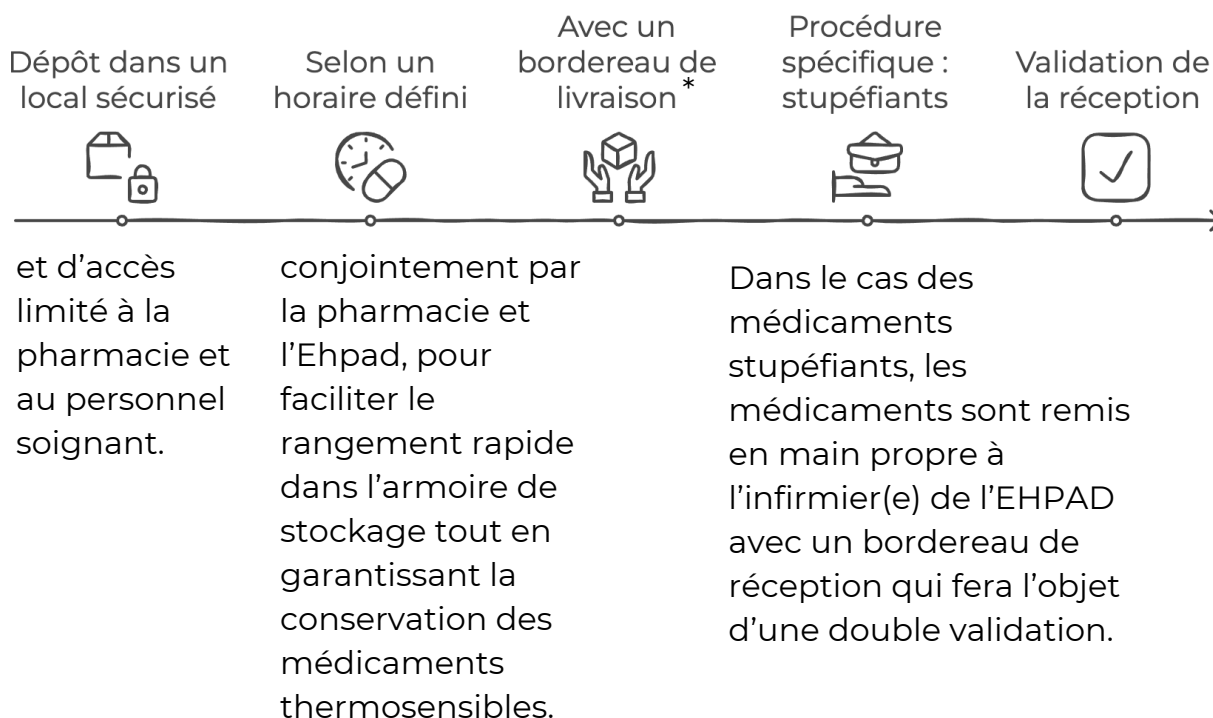 Dépôt dans un
local sécurisé
Selon un
horaire défini
Avec un
bordereau de
livraison *
Procédure
spécifique :
stupéfiants
Validation de
la réception
et d'accès
limité à la
pharmacie et
au personnel
soignant.
conjointement par
la pharmacie et
l'Ehpad, pour
faciliter le
rangement rapide
dans l'armoire de
stockage tout en
garantissant la
conservation des
médicaments
thermosensibles.
Dans le cas des
médicaments
stupéfiants, les
médicaments sont remis
en main propre à
l'infirmier(e) de l'EHPAD
avec un bordereau de
réception qui fera l'objet
d'une double validation.